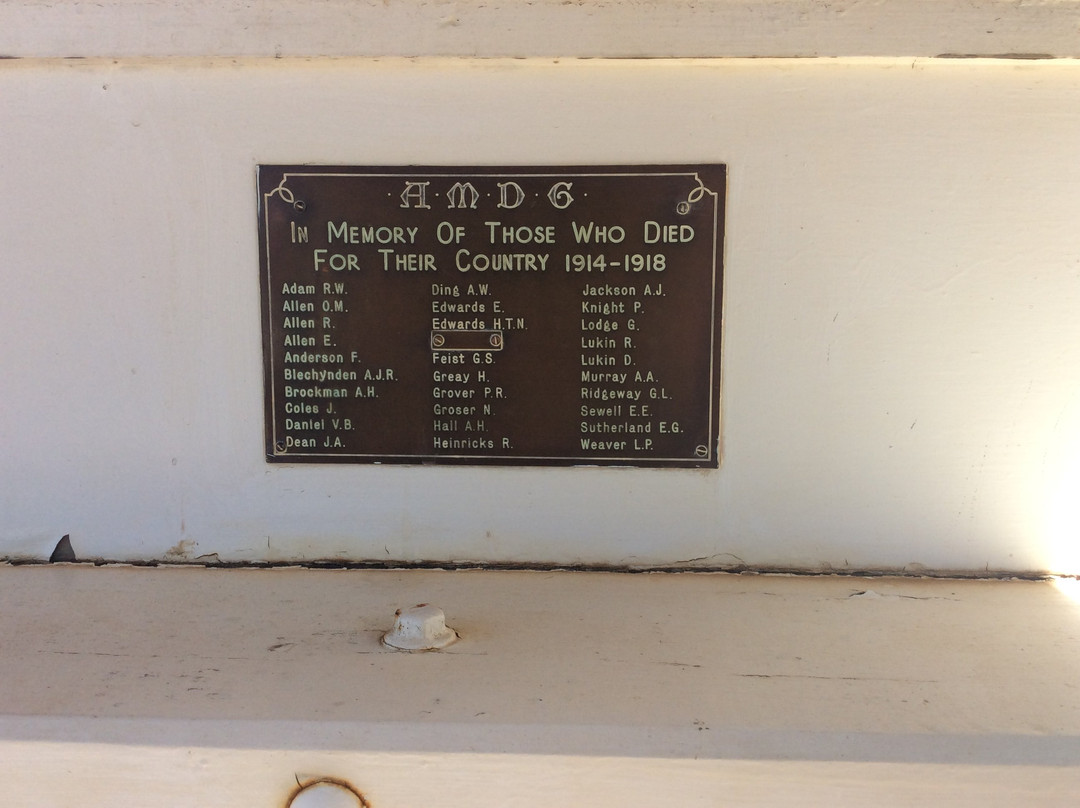 ·A·M·D·G·
In Memory Of Those Who Died
For Their Country 1914-1918
Adam R.W.
Allen O.M.
Allen R.
Allen E.
Anderson F.
Blechynden A.J.R.
Brockman A.H.
Coles J.
Daniel V.B.
Dean J.A.
Ding A.W.
Edwards E.
Edwards H.T.N.
Feist G.S.
Greay H.
Grover P.R.
Groser N.
Hall A.H.
Heinricks R.
Jackson A.J.
Knight P.
Lodge G.
Lukin R.
Lukin D.
Murray A.A.
Ridgeway G.L.
Sewell E.E.
Sutherland E.G.
Weaver L.P.